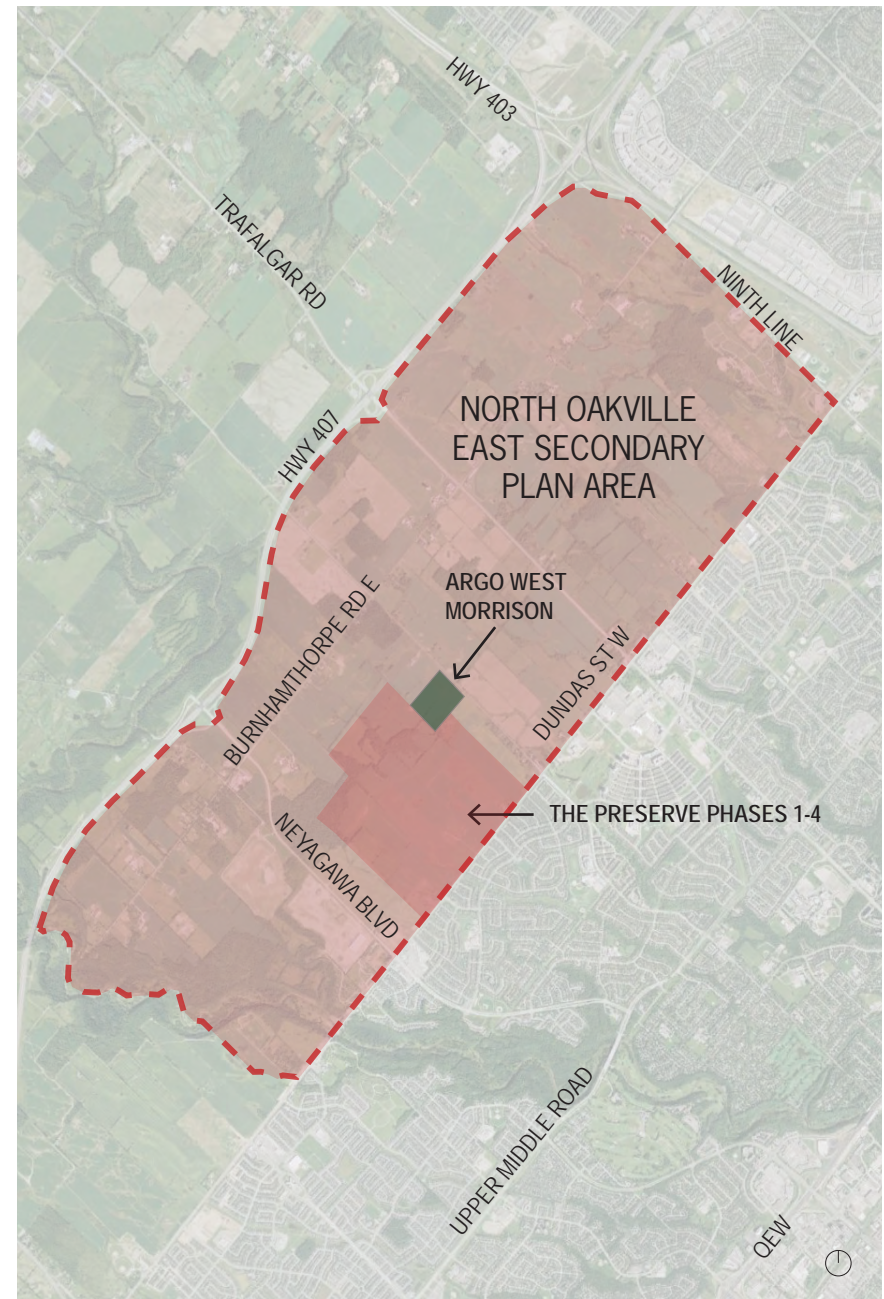 HWY 403
TRAFALGAR RD
NINTH LINE
NORTH OAKVILLE
EAST SECONDARY
PLAN AREA
HWY 407
ARGO WEST
MORRISON
BURNHAMTHORPE RD E
DUNDAS ST W
THE PRESERVE PHASES 1-4
NEYAGAWA BLVD
UPPER MIDDLE ROAD
QEW